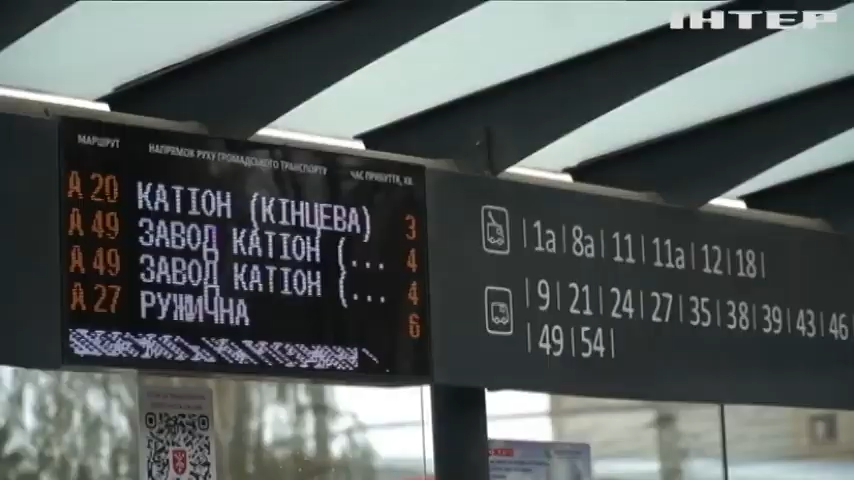 ІНТЕР
МАРШРУТ НАПРЯМОК РУХУ ГРОМАДСЬКОГО ТРАНСПОРТУ ЧАС ПРИБУТТЯ, ХВ.
А 20 КАТІОН (КІНЦЕВА) 3
А 49 ЗАВОД КАТІОН (... 4
А 49 ЗАВОД КАТІОН (... 4
А 27 РУЖИЧНА 6
| 1а | 8а | 11 | 11а | 12 | 18 |
| 9 | 21 | 24 | 27 | 35 | 38 | 39 | 43 | 46
| 49 | 54 |